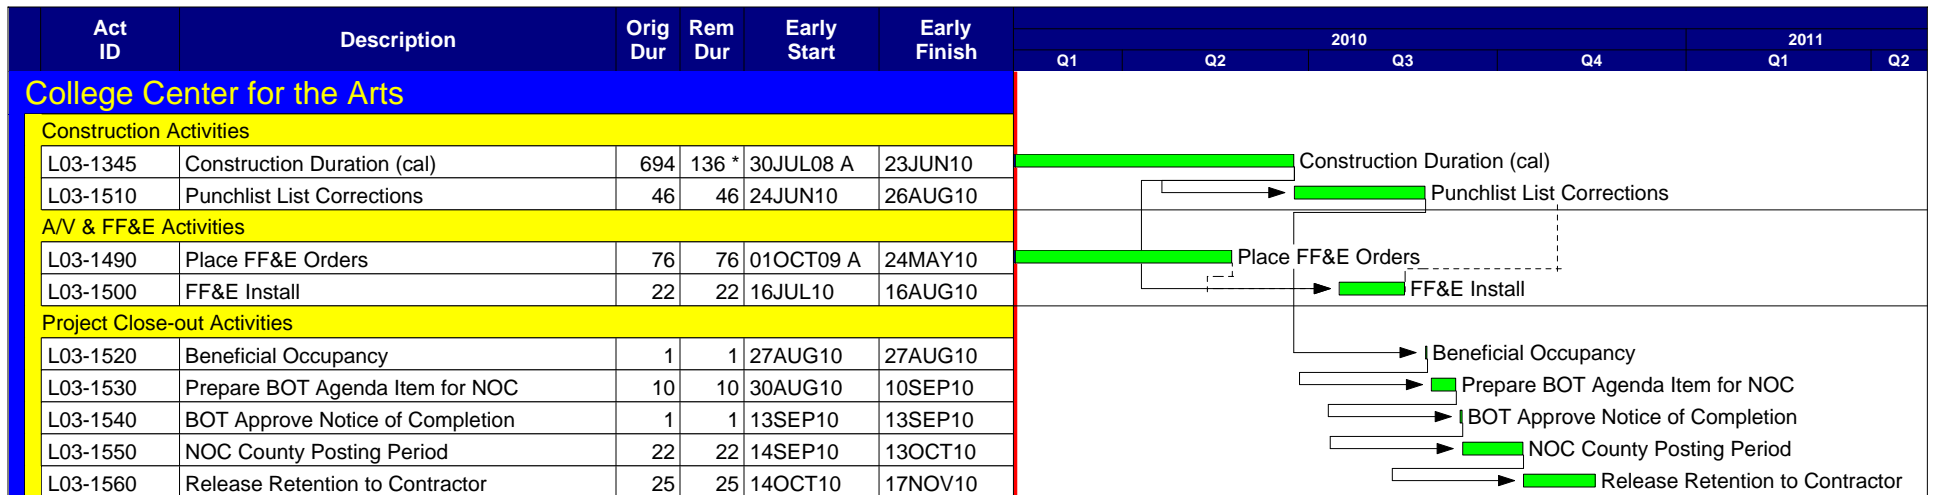 Act ID Description Orig Dur Rem Dur Early Start Early Finish
2010 2011
Q1 Q2 Q3 Q4 Q1 Q2
College Center for the Arts
Construction Activities
L03-1345 Construction Duration (cal) 694 136 * 30JUL08 A 23JUN10 Construction Duration (cal)
L03-1510 Punchlist List Corrections 46 46 24JUN10 26AUG10 Punchlist List Corrections
A/V & FF&E Activities
L03-1490 Place FF&E Orders 76 76 01OCT09 A 24MAY10 Place FF&E Orders
L03-1500 FF&E Install 22 22 16JUL10 16AUG10 FF&E Install
Project Close-out Activities
L03-1520 Beneficial Occupancy 1 1 27AUG10 27AUG10 Beneficial Occupancy
L03-1530 Prepare BOT Agenda Item for NOC 10 10 30AUG10 10SEP10 Prepare BOT Agenda Item for NOC
L03-1540 BOT Approve Notice of Completion 1 1 13SEP10 13SEP10 BOT Approve Notice of Completion
L03-1550 NOC County Posting Period 22 22 14SEP10 13OCT10 NOC County Posting Period
L03-1560 Release Retention to Contractor 25 25 14OCT10 17NOV10 Release Retention to Contractor